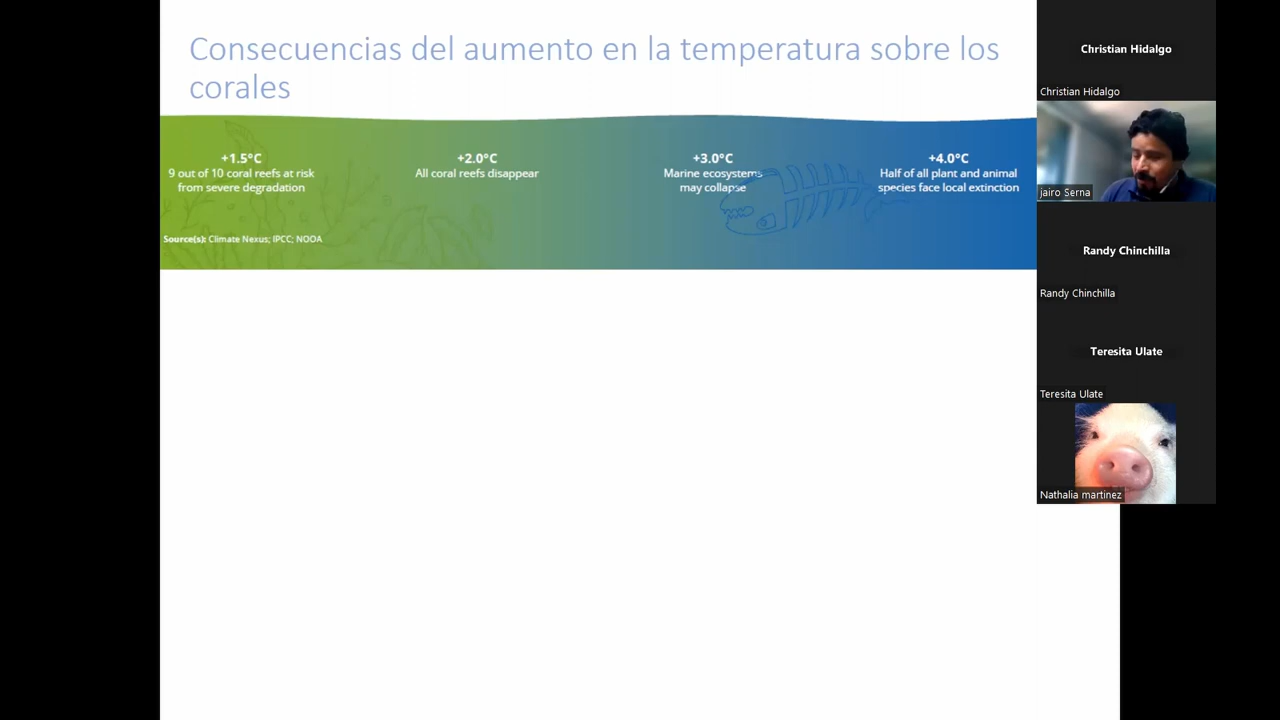 Consecuencias del aumento en la temperatura sobre los
corales
+1.5°C
9 out of 10 coral reefs at risk
from severe degradation
+2.0°C
All coral reefs disappear
+3.0°C
Marine ecosystems
may collapse
+4.0°C
Half of all plant and animal
species face local extinction
Source(s): Climate Nexus; IPCC; NOOA
Christian Hidalgo
Christian Hidalgo
jairo Serna
Randy Chinchilla
Randy Chinchilla
Teresita Ulate
Teresita Ulate
Nathalia martinez